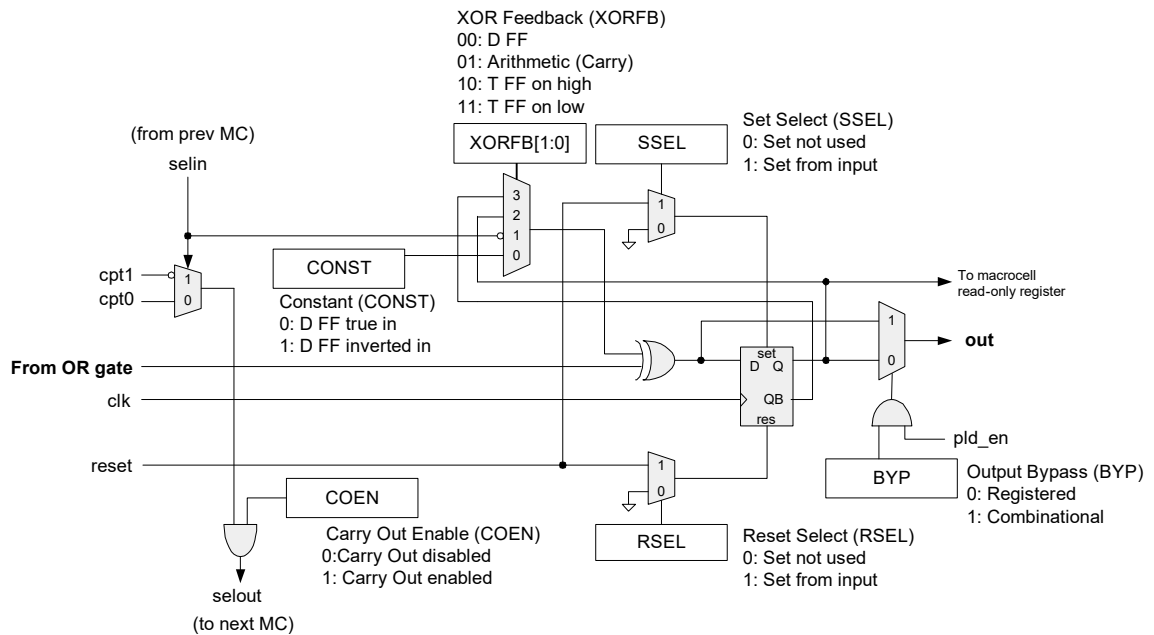 XOR Feedback (XORFB)
00: D FF
01: Arithmetic (Carry)
10: T FF on high
11: T FF on low
(from prev MC)
selin
XORFB[1:0]
SSEL
Set Select (SSEL)
0: Set not used
1: Set from input
3
2
1
0
1
0
cpt1
cpt0
1
0
CONST
Constant (CONST)
0: D FF true in
1: D FF inverted in
To macrocell
read-only register
1
0
out
From OR gate
set
D Q
QB
res
clk
pld_en
reset
1
0
BYP
Output Bypass (BYP)
0: Registered
1: Combinational
COEN
Carry Out Enable (COEN)
0:Carry Out disabled
1: Carry Out enabled
RSEL
Reset Select (RSEL)
0: Set not used
1: Set from input
selout
(to next MC)